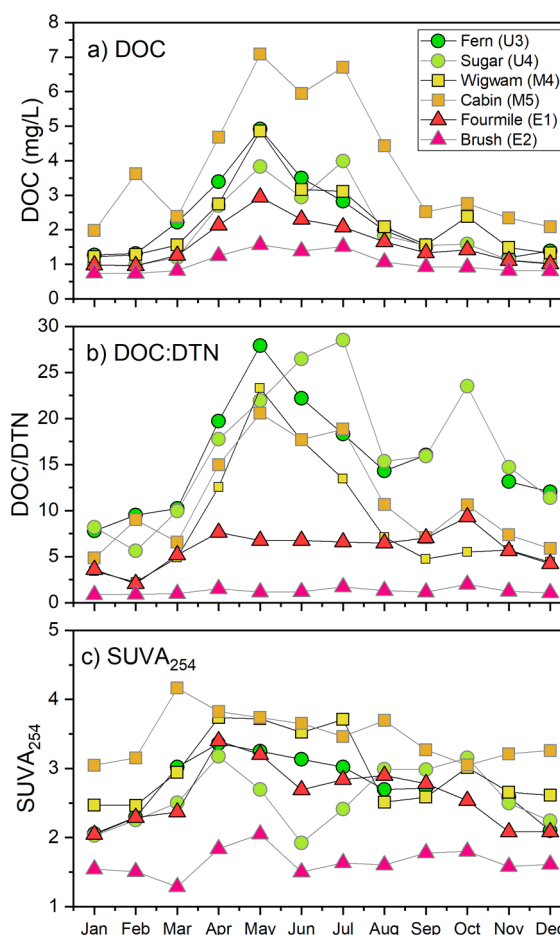 a) DOC
Fern (U3)
Sugar (U4)
Wigwam (M4)
Cabin (M5)
Fourmile (E1)
Brush (E2)
DOC (mg/L)
8
7
6
5
4
3
2
1
0
b) DOC:DTN
DOC/DTN
30
25
20
15
10
5
0
c) SUVA254
SUVA254
5
4
3
2
1
Jan Feb Mar Apr May Jun Jul Aug Sep Oct Nov Dec